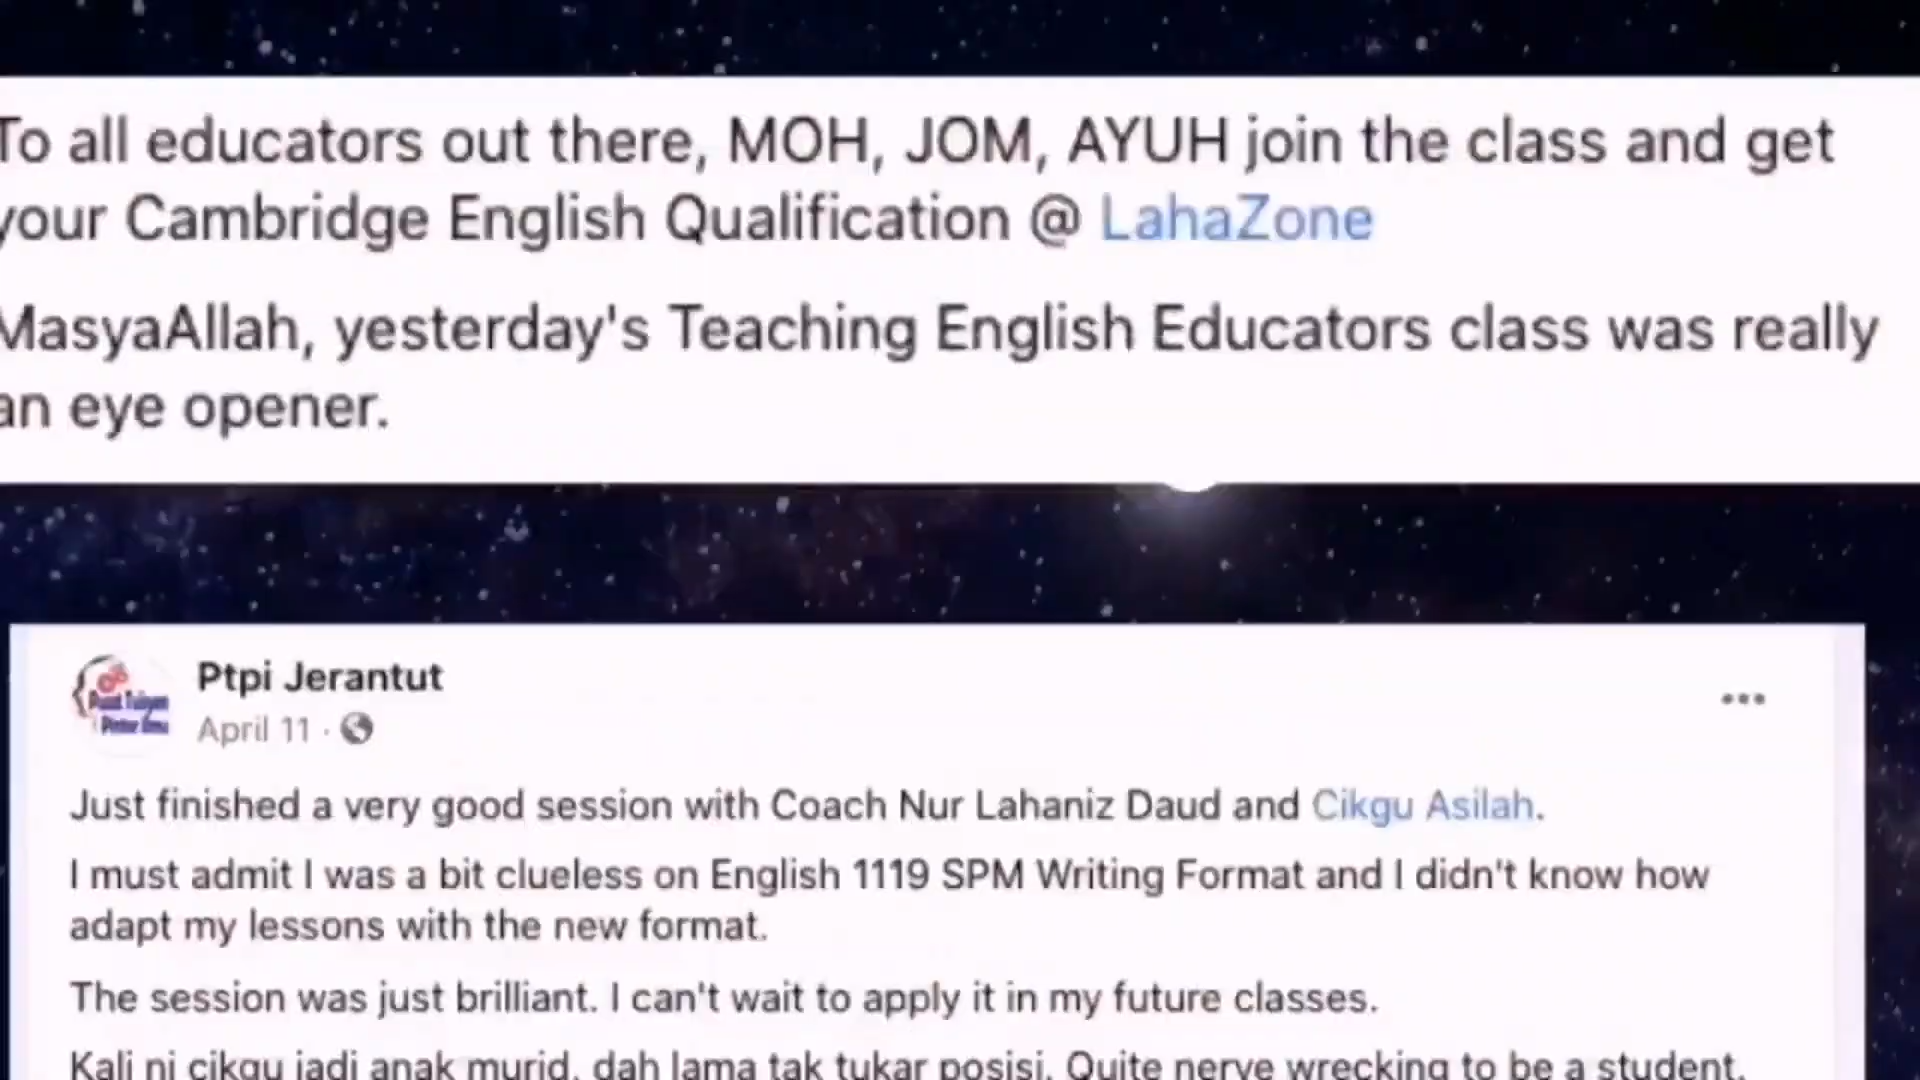 To all educators out there, MOH, JOM, AYUH join the class and get
your Cambridge English Qualification @ LahaZone
MasyaAllah, yesterday's Teaching English Educators class was really
an eye opener.
Ptpi Jerantut
April 11 ·
Just finished a very good session with Coach Nur Lahaniz Daud and Cikgu Asilah.
I must admit I was a bit clueless on English 1119 SPM Writing Format and I didn't know how
adapt my lessons with the new format.
The session was just brilliant. I can't wait to apply it in my future classes.
Kali ni cikgu jadi anak murid, dah lama tak tukar posisi. Quite nerve wrecking to be a student.